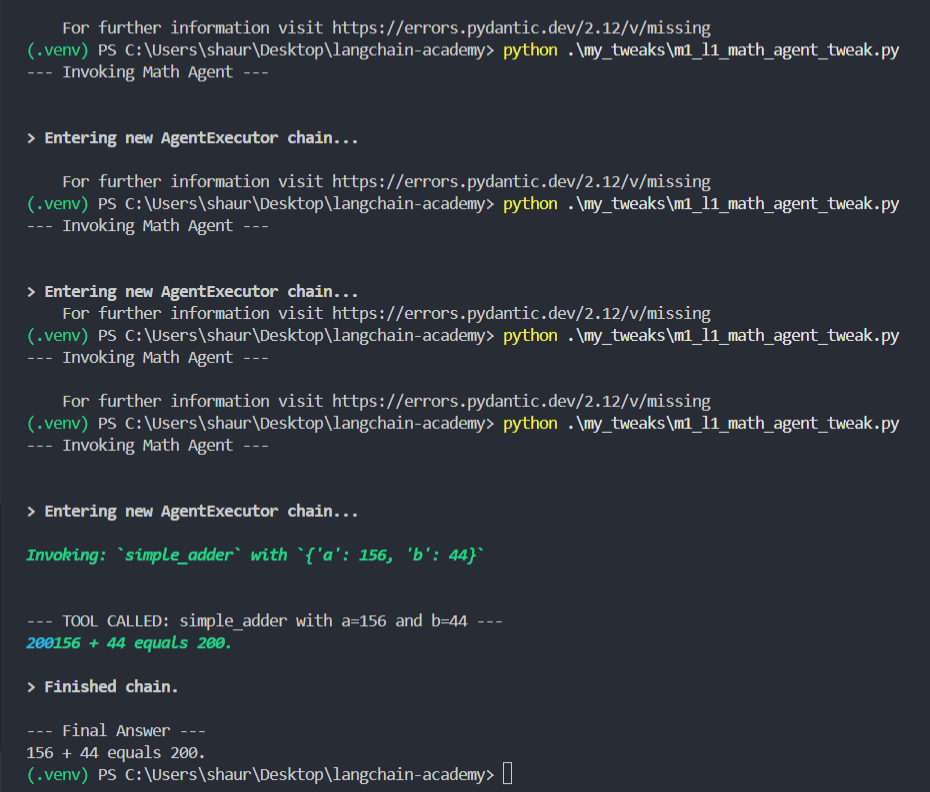 For further information visit https://errors.pydantic.dev/2.12/v/missing
(.venv) PS C:\Users\shaur\Desktop\langchain-academy> python .\my_tweaks\m1_l1_math_agent_tweak.py
--- Invoking Math Agent ---
> Entering new AgentExecutor chain...
For further information visit https://errors.pydantic.dev/2.12/v/missing
(.venv) PS C:\Users\shaur\Desktop\langchain-academy> python .\my_tweaks\m1_l1_math_agent_tweak.py
--- Invoking Math Agent ---
> Entering new AgentExecutor chain...
For further information visit https://errors.pydantic.dev/2.12/v/missing
(.venv) PS C:\Users\shaur\Desktop\langchain-academy> python .\my_tweaks\m1_l1_math_agent_tweak.py
--- Invoking Math Agent ---
For further information visit https://errors.pydantic.dev/2.12/v/missing
(.venv) PS C:\Users\shaur\Desktop\langchain-academy> python .\my_tweaks\m1_l1_math_agent_tweak.py
--- Invoking Math Agent ---
> Entering new AgentExecutor chain...
Invoking: `simple_adder` with `{'a': 156, 'b': 44}`
--- TOOL CALLED: simple_adder with a=156 and b=44 ---
200156 + 44 equals 200.
> Finished chain.
--- Final Answer ---
156 + 44 equals 200.
(.venv) PS C:\Users\shaur\Desktop\langchain-academy>